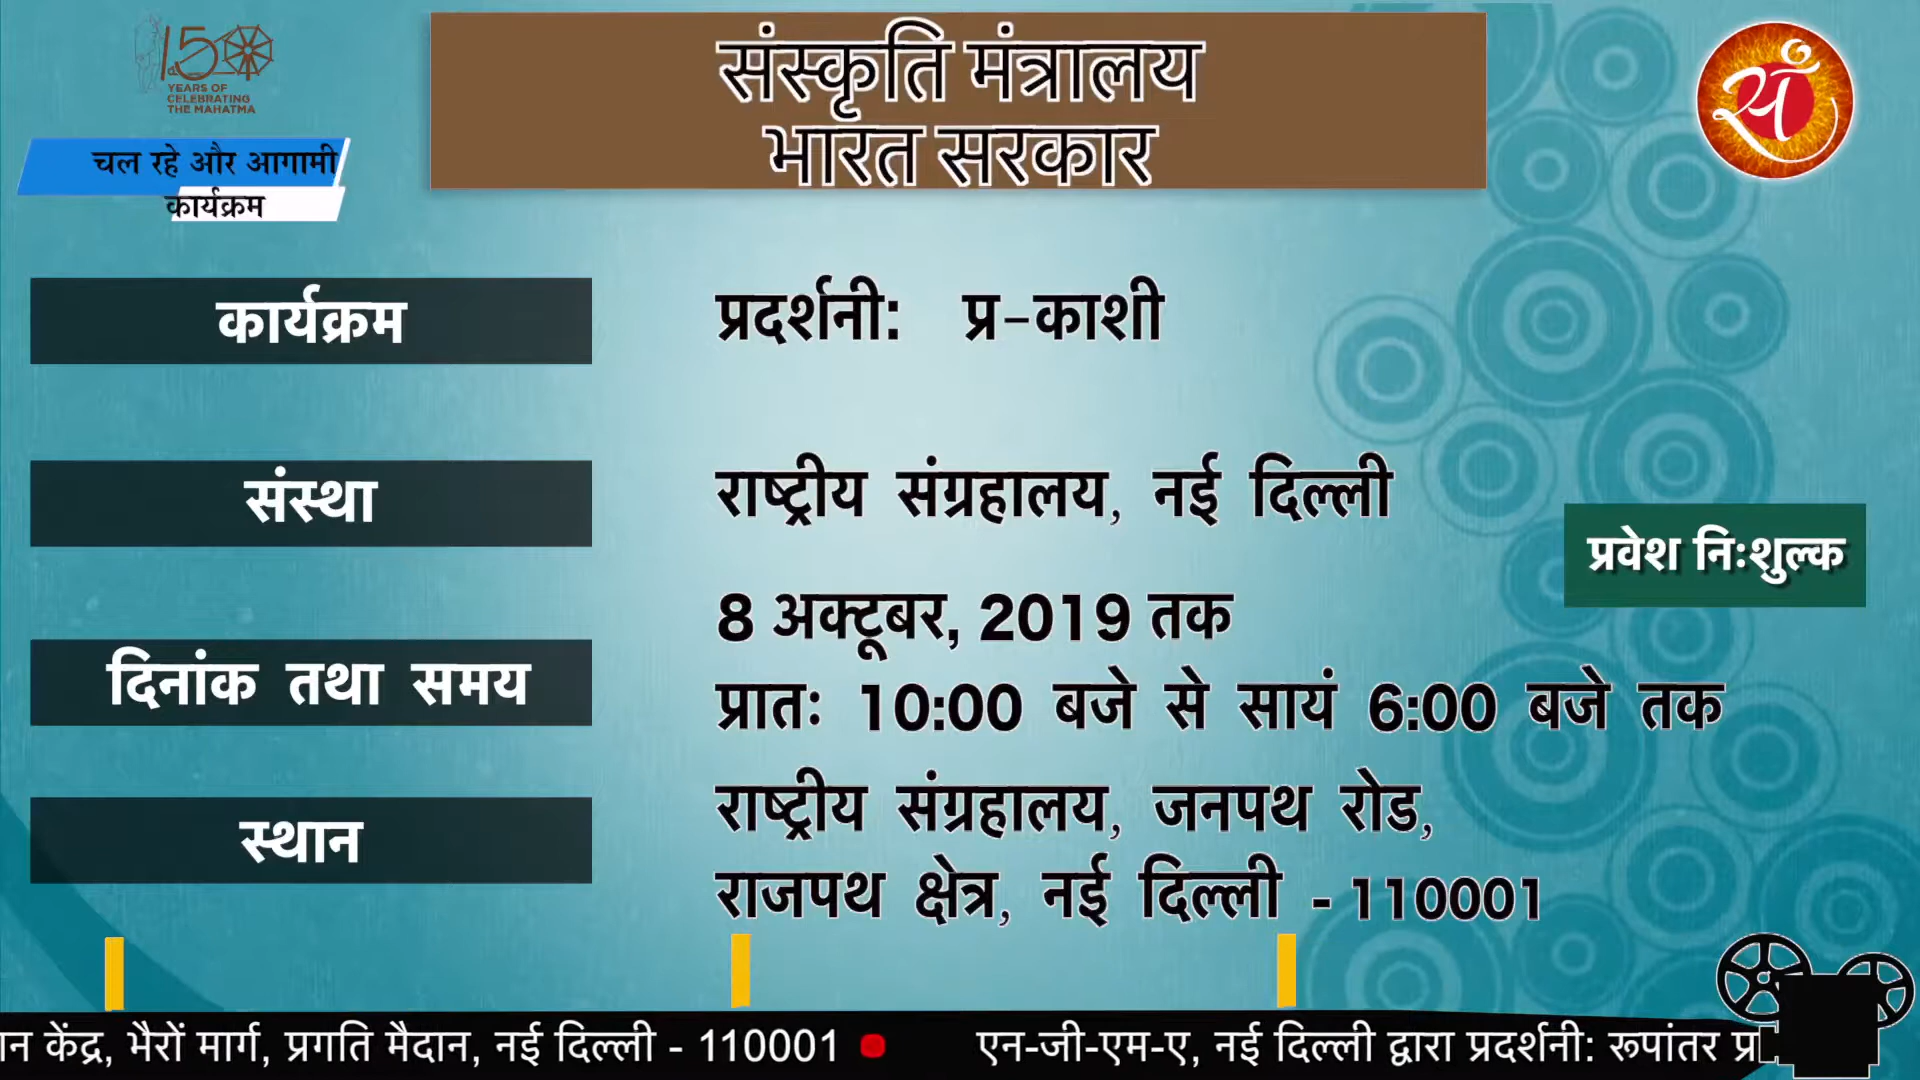 150
YEARS OF
CELEBRATING
THE MAHATMA
संस्कृति मंत्रालय
भारत सरकार
चल रहे और आगामी
कार्यक्रम
कार्यक्रम
प्रदर्शनी: प्र-काशी
संस्था
राष्ट्रीय संग्रहालय, नई दिल्ली
प्रवेश नि:शुल्क
दिनांक तथा समय
8 अक्टूबर, 2019 तक
प्रातः 10:00 बजे से सायं 6:00 बजे तक
स्थान
राष्ट्रीय संग्रहालय, जनपथ रोड,
राजपथ क्षेत्र, नई दिल्ली - 110001
केंद्र, भैरों मार्ग, प्रगति मैदान, नई दिल्ली - 110001 एन-जी-एम-ए, नई दिल्ली द्वारा प्रदर्शनी: रूपांतर